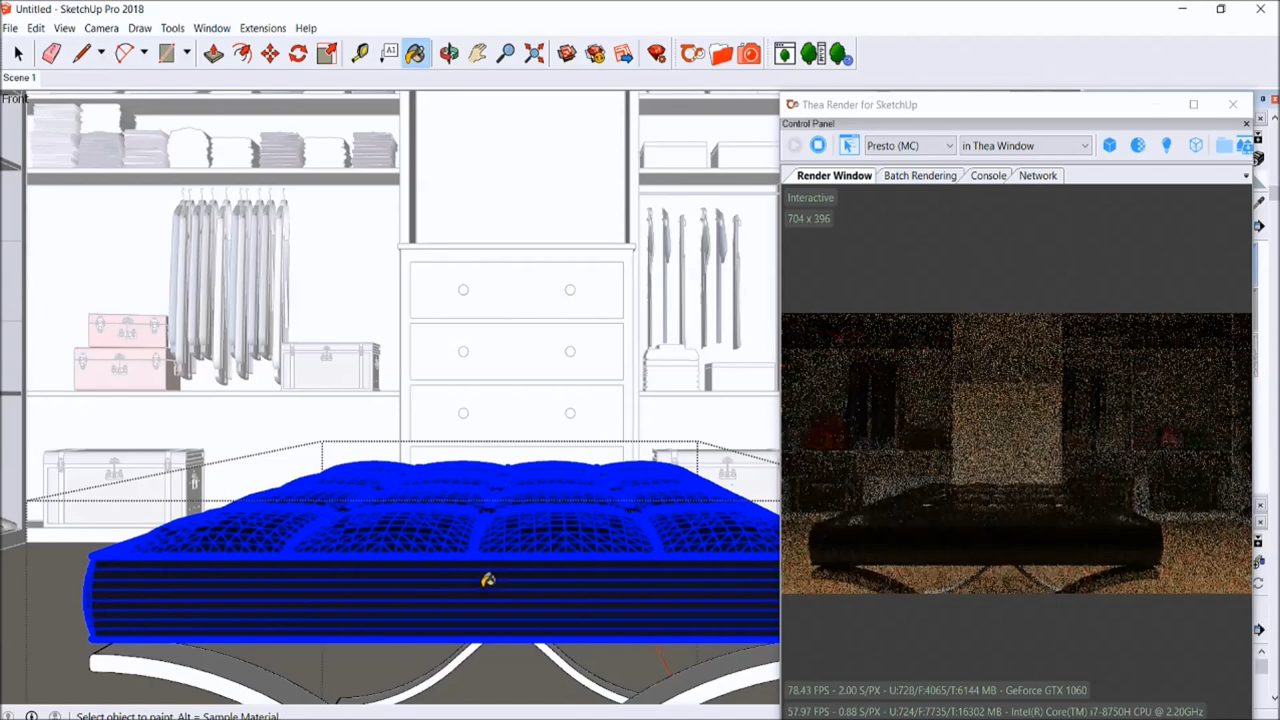 Untitled - SketchUp Pro 2018
File Edit View Camera Draw Tools Window Extensions Help
A1
Scene 1
Front
Thea Render for SketchUp
Control Panel
Presto (MC) in Thea Window
Render Window Batch Rendering Console Network
Interactive
704 x 396
78.43 FPS - 2.00 S/PX - U:728/F:4065/T:6144 MB - GeForce GTX 1060
57.97 FPS - 0.88 S/PX - U:724/F:7735/T:16302 MB - Intel(R) Core(TM) i7-8750H CPU @ 2.20GHz
Select object to paint. Alt = Sample Material